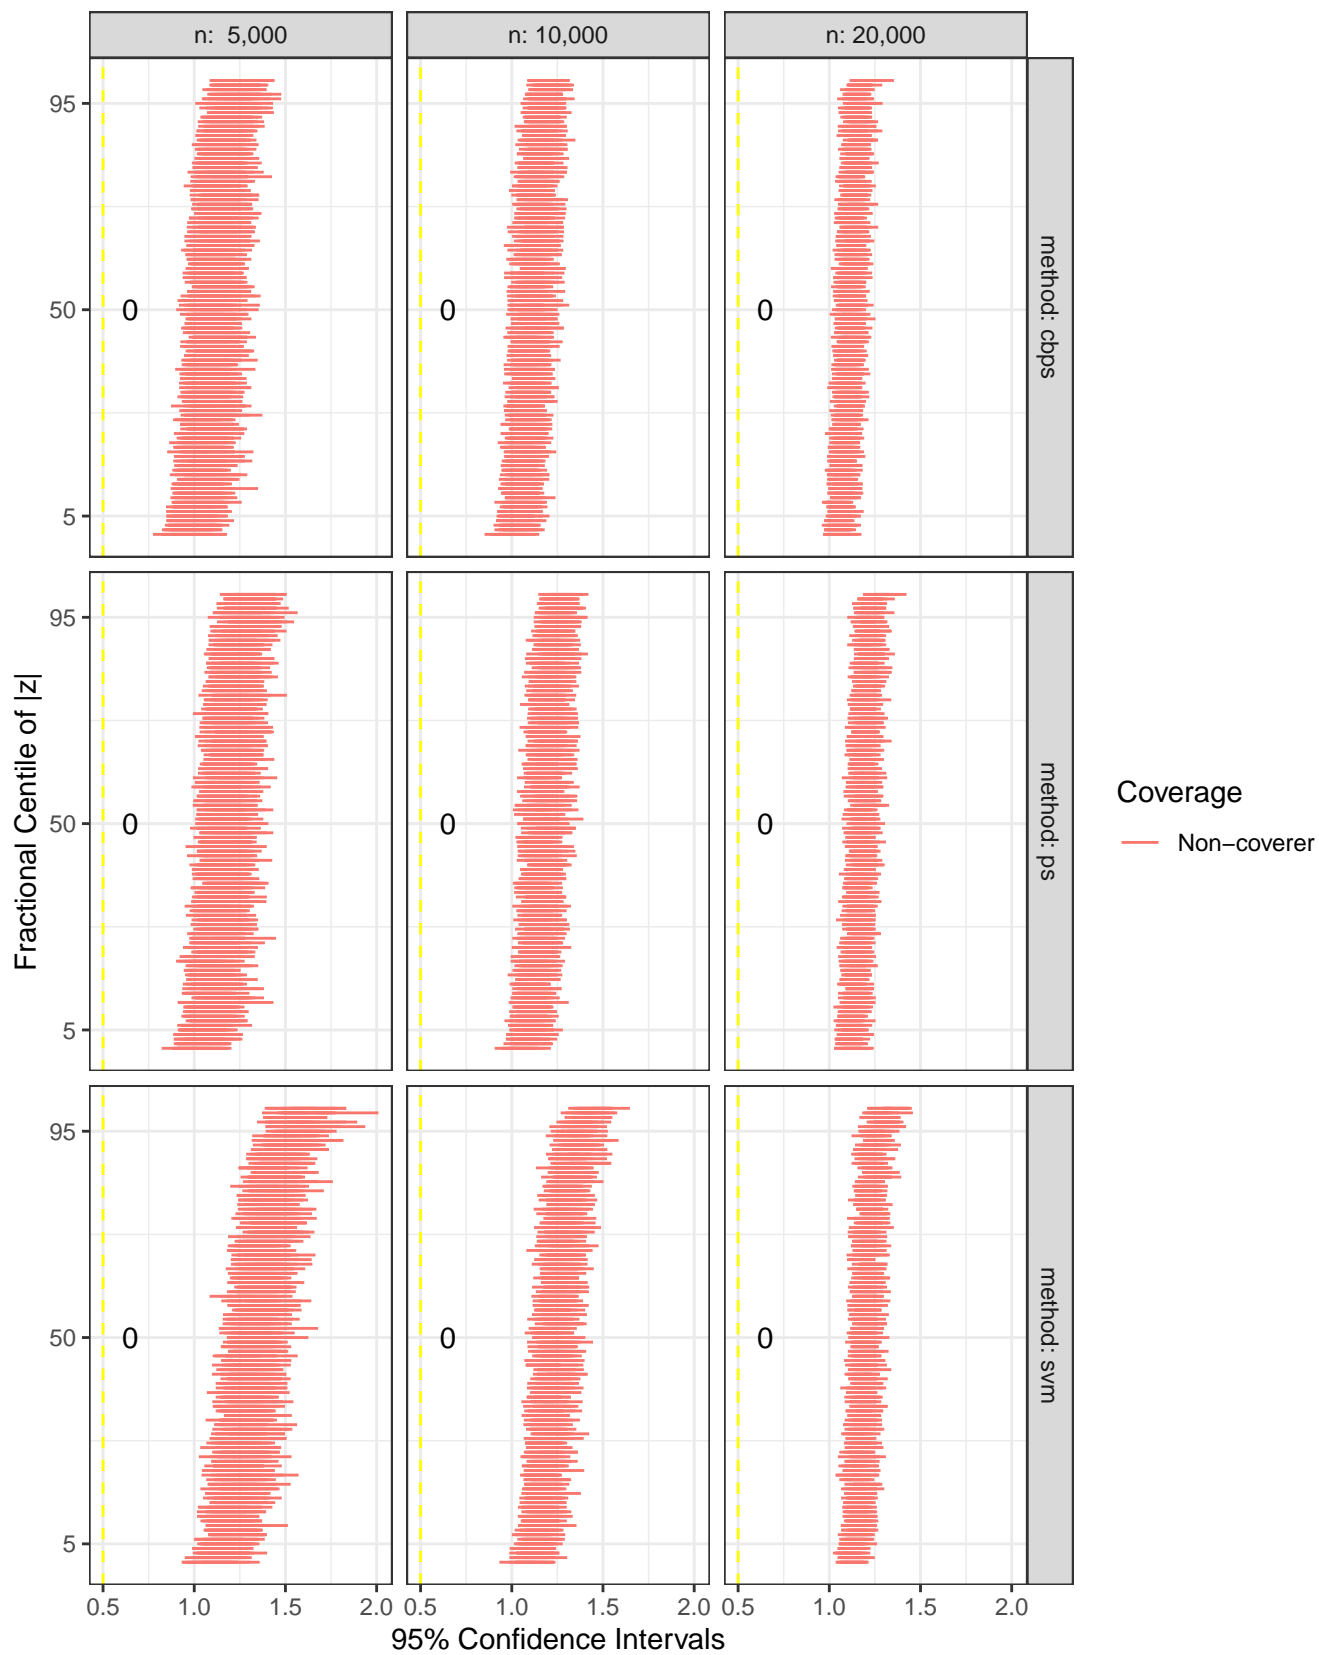 n:  5,000
n: 10,000
n: 20,000
95
50
5
0
0
0
method: cbps
95
50
5
0
0
0
method: ps
95
50
5
0
0
0
method: svm
Fractional Centile of |z|
0.5 1.0 1.5 2.0
0.5 1.0 1.5 2.0
0.5 1.0 1.5 2.0
95% Confidence Intervals
Coverage
Non−coverer